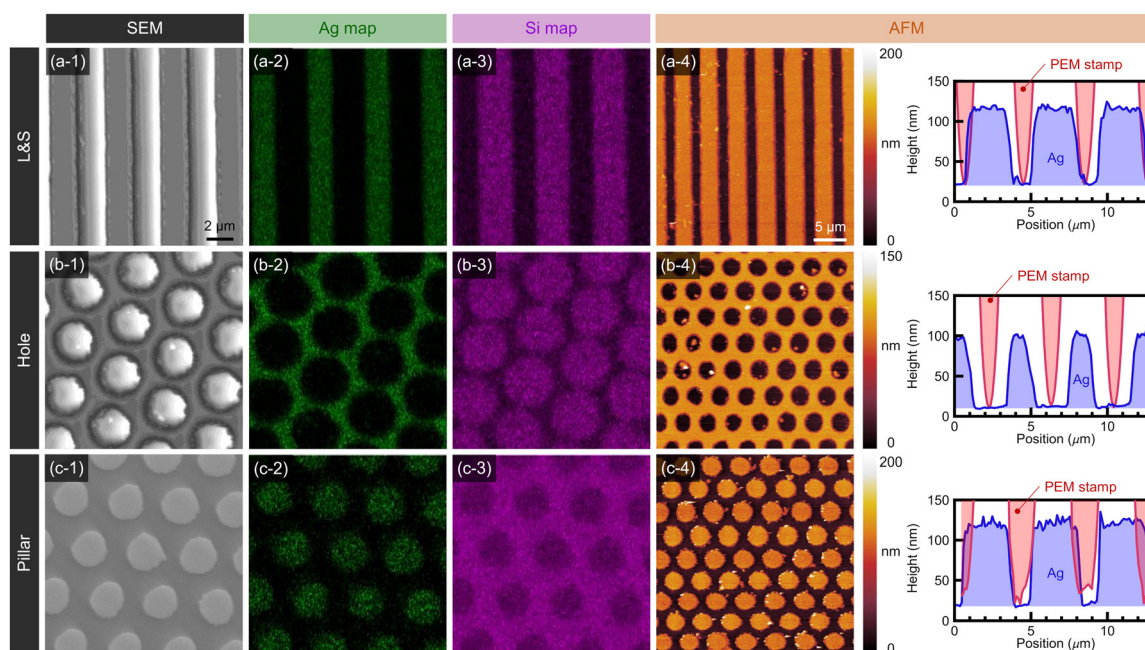 SEM
Ag map
Si map
AFM
L&S
(a-1)
2 μm
(a-2)
(a-3)
(a-4)
5 μm
200
nm
0
PEM stamp
Ag
Height (nm)
150
100
50
0
0 5 10
Position (μm)
Hole
(b-1)
(b-2)
(b-3)
(b-4)
150
nm
0
PEM stamp
Ag
Height (nm)
150
100
50
0
0 5 10
Position (μm)
Pillar
(c-1)
(c-2)
(c-3)
(c-4)
200
nm
0
PEM stamp
Ag
Height (nm)
150
100
50
0
0 5 10
Position (μm)